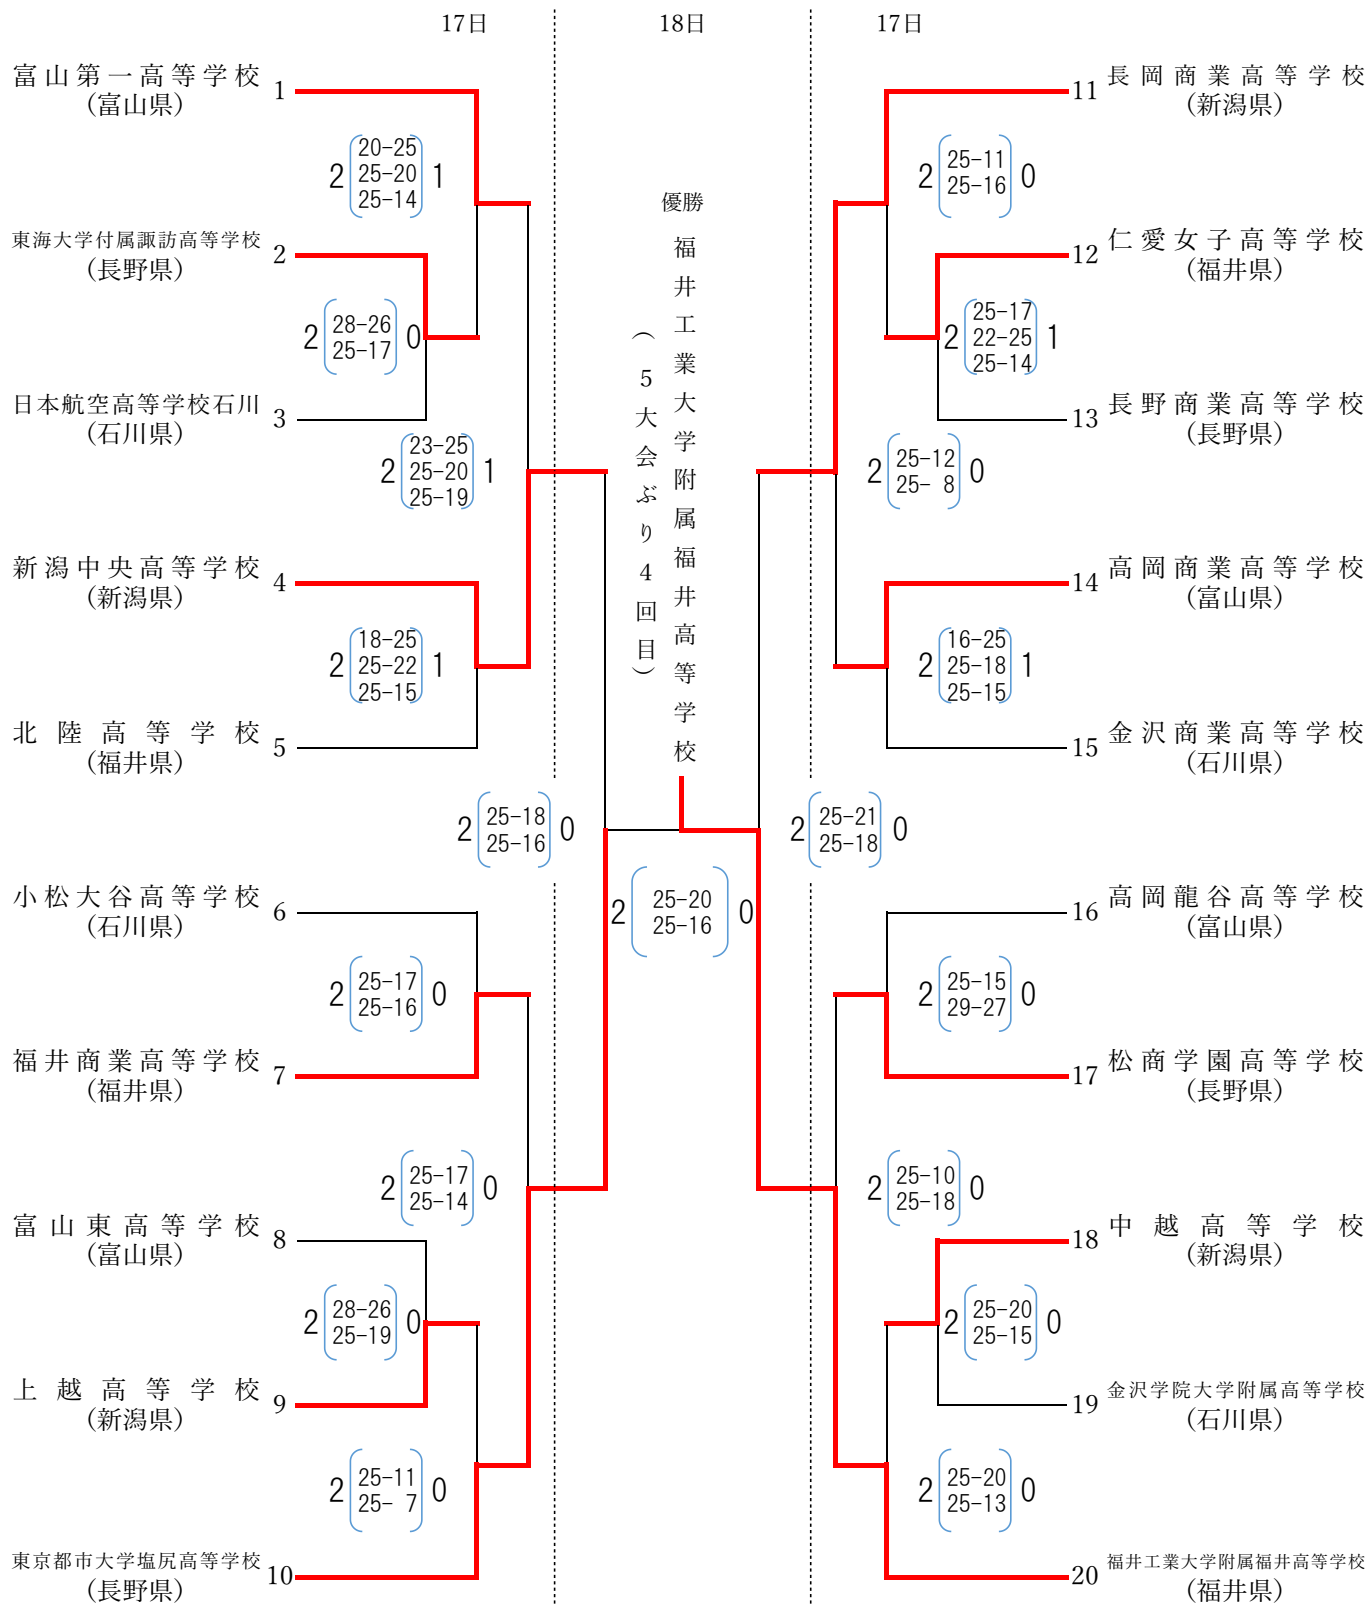 17日
18日
17日
富山第一高等学校
(富山県)
1
2
20-25
25-20
25-14
1
東海大学付属諏訪高等学校
(長野県)
2
2
28-26
25-17
0
日本航空高等学校石川
(石川県)
3
2
23-25
25-20
25-19
1
新潟中央高等学校
(新潟県)
4
2
18-25
25-22
25-15
1
北陸高等学校
(福井県)
5
2
25-18
25-16
0
小松大谷高等学校
(石川県)
6
2
25-17
25-16
0
福井商業高等学校
(福井県)
7
2
25-17
25-14
0
富山東高等学校
(富山県)
8
2
28-26
25-19
0
上越高等学校
(新潟県)
9
2
25-11
25- 7
0
東京都市大学塩尻高等学校
(長野県)
10
優勝
福井工業大学附属福井高等学校
(5大会ぶり4回目)
2
25-20
25-16
0
11
長岡商業高等学校
(新潟県)
2
25-11
25-16
0
12
仁愛女子高等学校
(福井県)
2
25-17
22-25
25-14
1
13
長野商業高等学校
(長野県)
2
25-12
25- 8
0
14
高岡商業高等学校
(富山県)
2
16-25
25-18
25-15
1
15
金沢商業高等学校
(石川県)
2
25-21
25-18
0
16
高岡龍谷高等学校
(富山県)
2
25-15
29-27
0
17
松商学園高等学校
(長野県)
2
25-10
25-18
0
18
中越高等学校
(新潟県)
2
25-20
25-15
0
19
金沢学院大学附属高等学校
(石川県)
2
25-20
25-13
0
20
福井工業大学附属福井高等学校
(福井県)